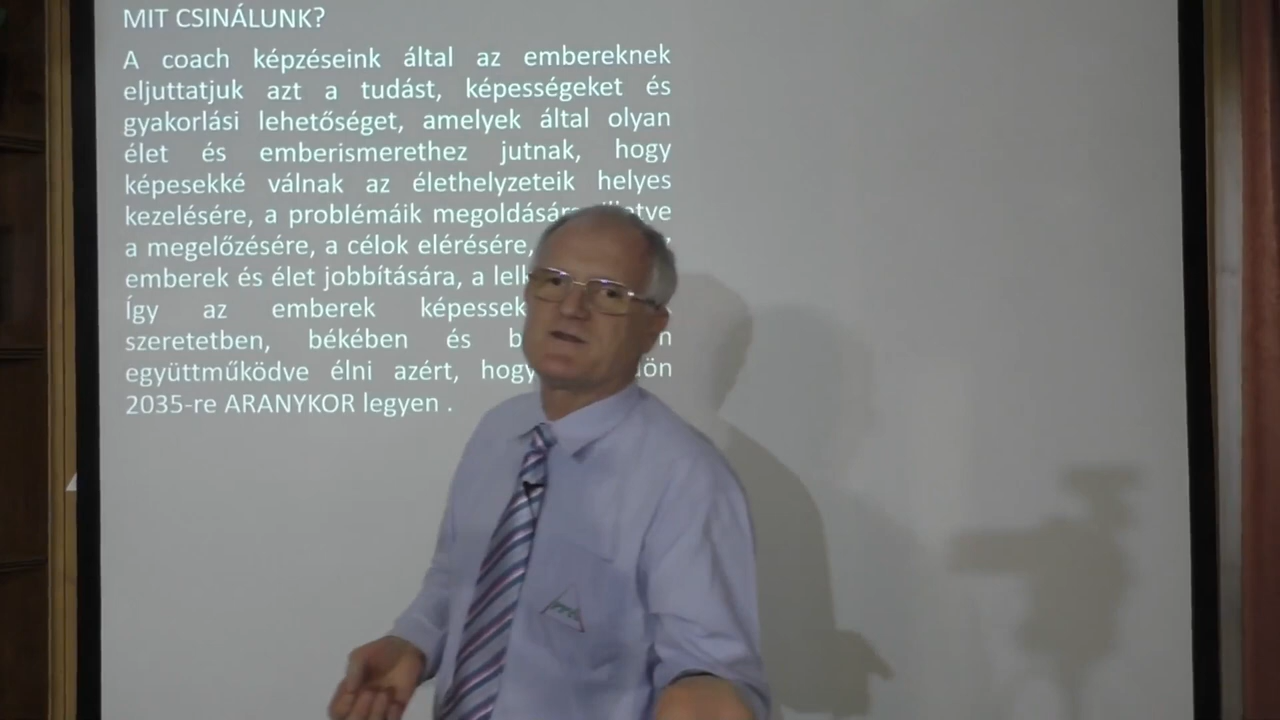 MIT CSINÁLUNK?
A coach képzéseink által az embereknek
eljuttatjuk azt a tudást, képességeket és
gyakorlási lehetőséget, amelyek által olyan
élet és emberismerethez jutnak, hogy
képesekké válnak az élethelyzeteik helyes
kezelésére, a problémáik megoldására, illetve
a megelőzésére, a célok elérésére,
emberek és élet jobbítására, a
Így az emberek képesek
szeretetben, békében és
együttműködve élni azért, hogy
2035-re ARANYKOR legyen .